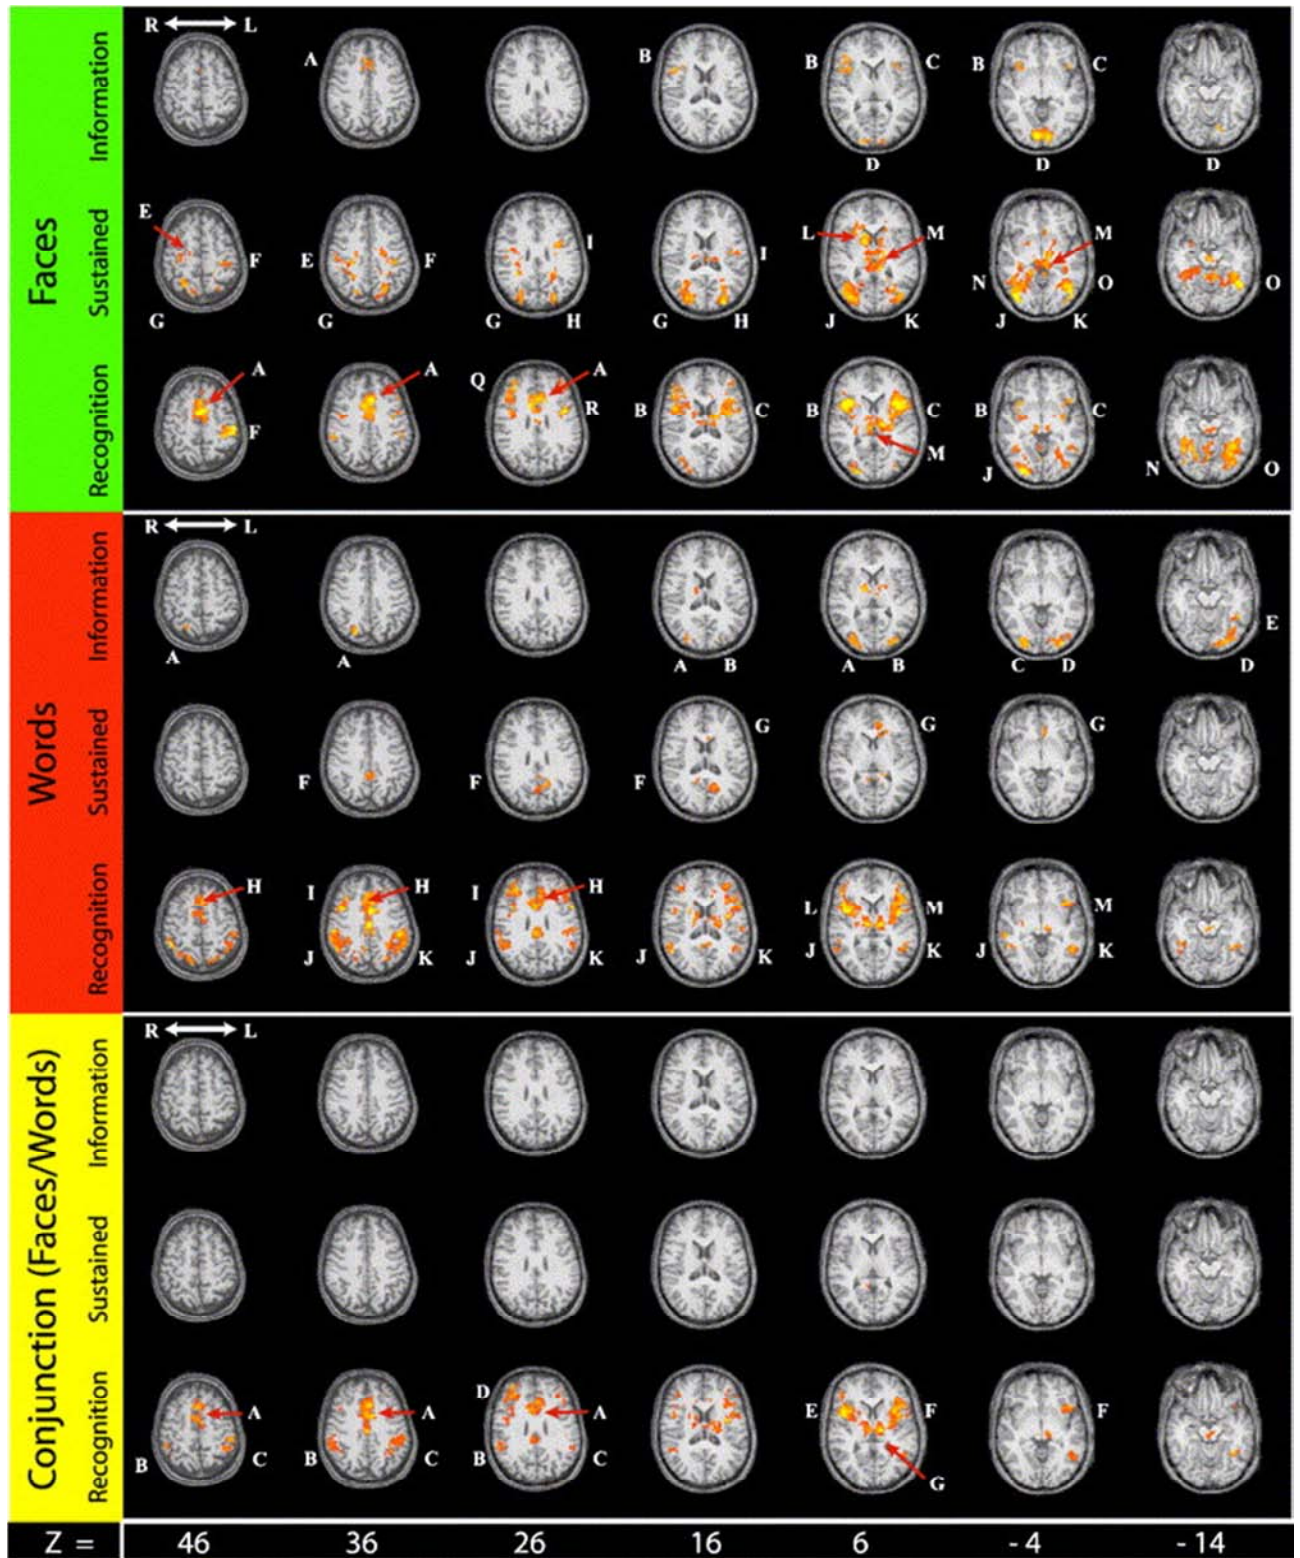 Faces
Information
R L
A
B
B C
D
B C
D
D
Sustained
E
F
G
E F
G
I
G H
I
G H
L M
J K
M
N O
J K
O
Recognition
A
F
A
Q A
R
B C
B C
M
B C
J
N O
Words
Information
R L
A
A
A B
A B
C D
E
D
Sustained
F
F
G
F
G
G
Recognition
H
I H
J K
I H
J K
J K
L M
J K
M
J K
Conjunction (Faces/Words)
Information
R L
Sustained
Recognition
A
B C
A
B C
D A
B C
E F
G
F
Z = 46 36 26 16 6 - 4 - 14